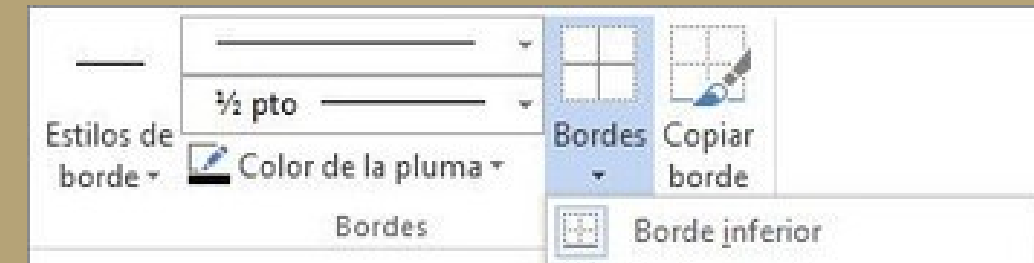 ½ pto
Estilos de
borde
Color de la pluma
Bordes
Copiar
borde
Bordes
Borde inferior